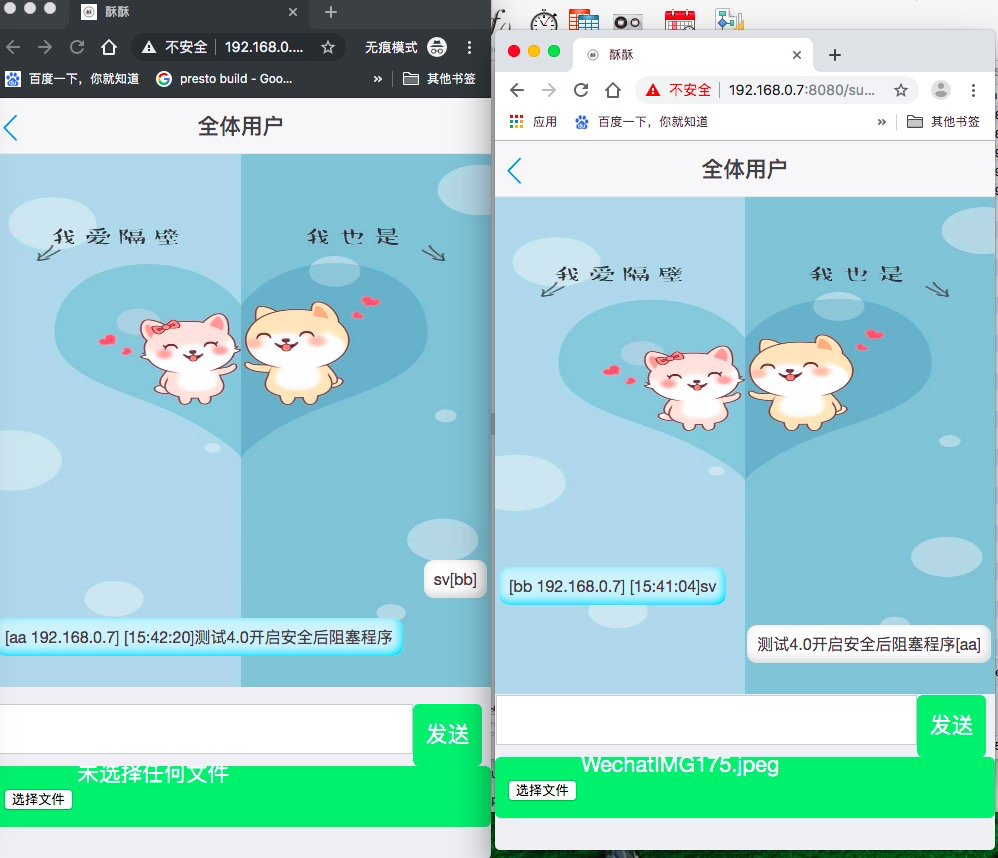 酥酥
不安全 192.168.0.... 无痕模式
百度一下，你就知道 presto build - Goo... » 其他书签
全体用户
我爱隔壁 我也是
sv[bb]
[aa 192.168.0.7] [15:42:20]测试4.0开启安全后阻塞程序
发送
未选择任何文件
选择文件
酥酥
不安全 192.168.0.7:8080/su...
应用 百度一下，你就知道 » 其他书签
全体用户
我爱隔壁 我也是
[bb 192.168.0.7] [15:41:04]sv
测试4.0开启安全后阻塞程序[aa]
发送
WechatIMG175.jpeg
选择文件